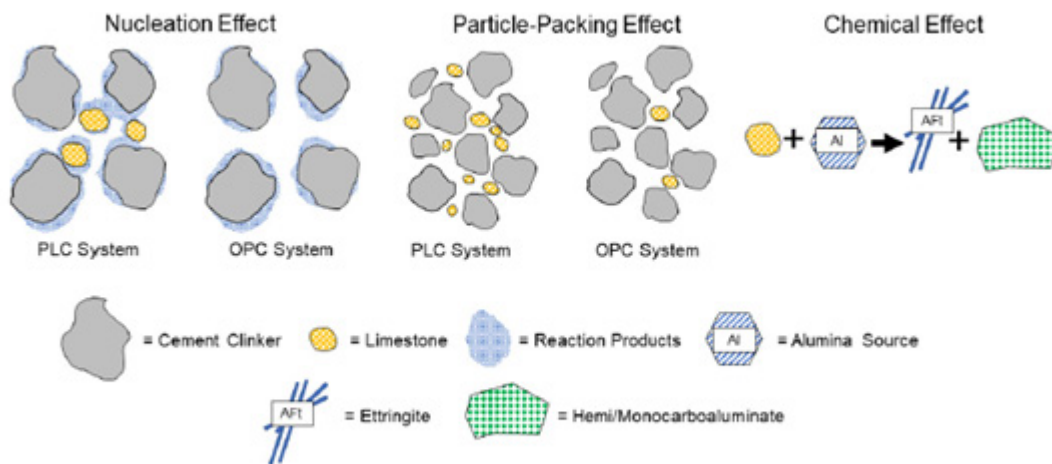 Nucleation Effect
Particle-Packing Effect
Chemical Effect
Al
AFt
PLC System
OPC System
PLC System
OPC System
= Cement Clinker
= Limestone
= Reaction Products
Al
= Alumina Source
AFt
= Ettringite
= Hemi/Monocarboaluminate